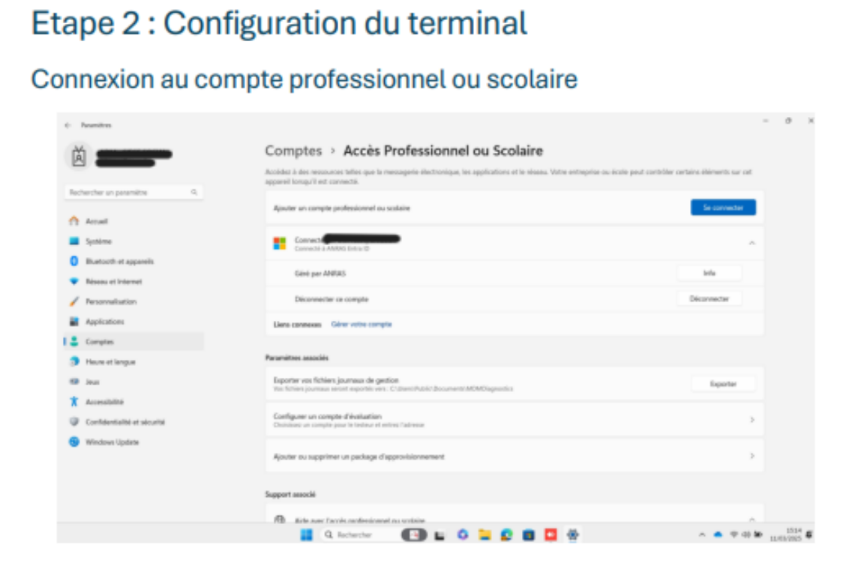 Etape 2 : Configuration du terminal
Connexion au compte professionnel ou scolaire
Paramètres
Comptes > Accès Professionnel ou Scolaire
Accédez à des ressources telles que la messagerie électronique, les applications et le réseau. Votre entreprise ou école peut contrôler certains éléments sur cet
appareil lorsqu'il est connecté.
Rechercher un paramètre
Ajouter un compte professionnel ou scolaire
Se connecter
Accueil
Système
Bluetooth et appareils
Réseau et Internet
Personnalisation
Applications
Comptes
Heure et langue
Jeux
Accessibilité
Confidentialité et sécurité
Windows Update
Connecté à ANRAS Entra ID
Géré par ANRAS
Info
Déconnecter ce compte
Déconnecter
Liens connexes Gérer votre compte
Paramètres associés
Exporter vos fichiers journaux de gestion
Vos fichiers journaux seront exportés vers : C:\Users\Public\Documents\MDMDiagnostics
Exporter
Configurer un compte d'évaluation
Choisissez un compte pour le testeur et entrez l'adresse
Ajouter ou supprimer un package d'approvisionnement
Support associé
Aide avec l'accès professionnel ou scolaire
Rechercher
15:14
11/03/2025